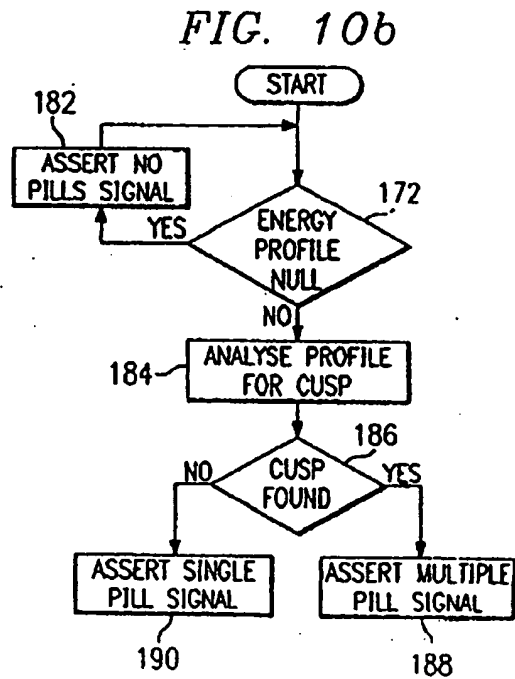 FIG. 10b
START
182
ASSERT NO
PILLS SIGNAL
172
YES
ENERGY
PROFILE
NULL
NO
184
ANALYSE PROFILE
FOR CUSP
186
NO
CUSP
FOUND
YES
ASSERT SINGLE
PILL SIGNAL
ASSERT MULTIPLE
PILL SIGNAL
190
188